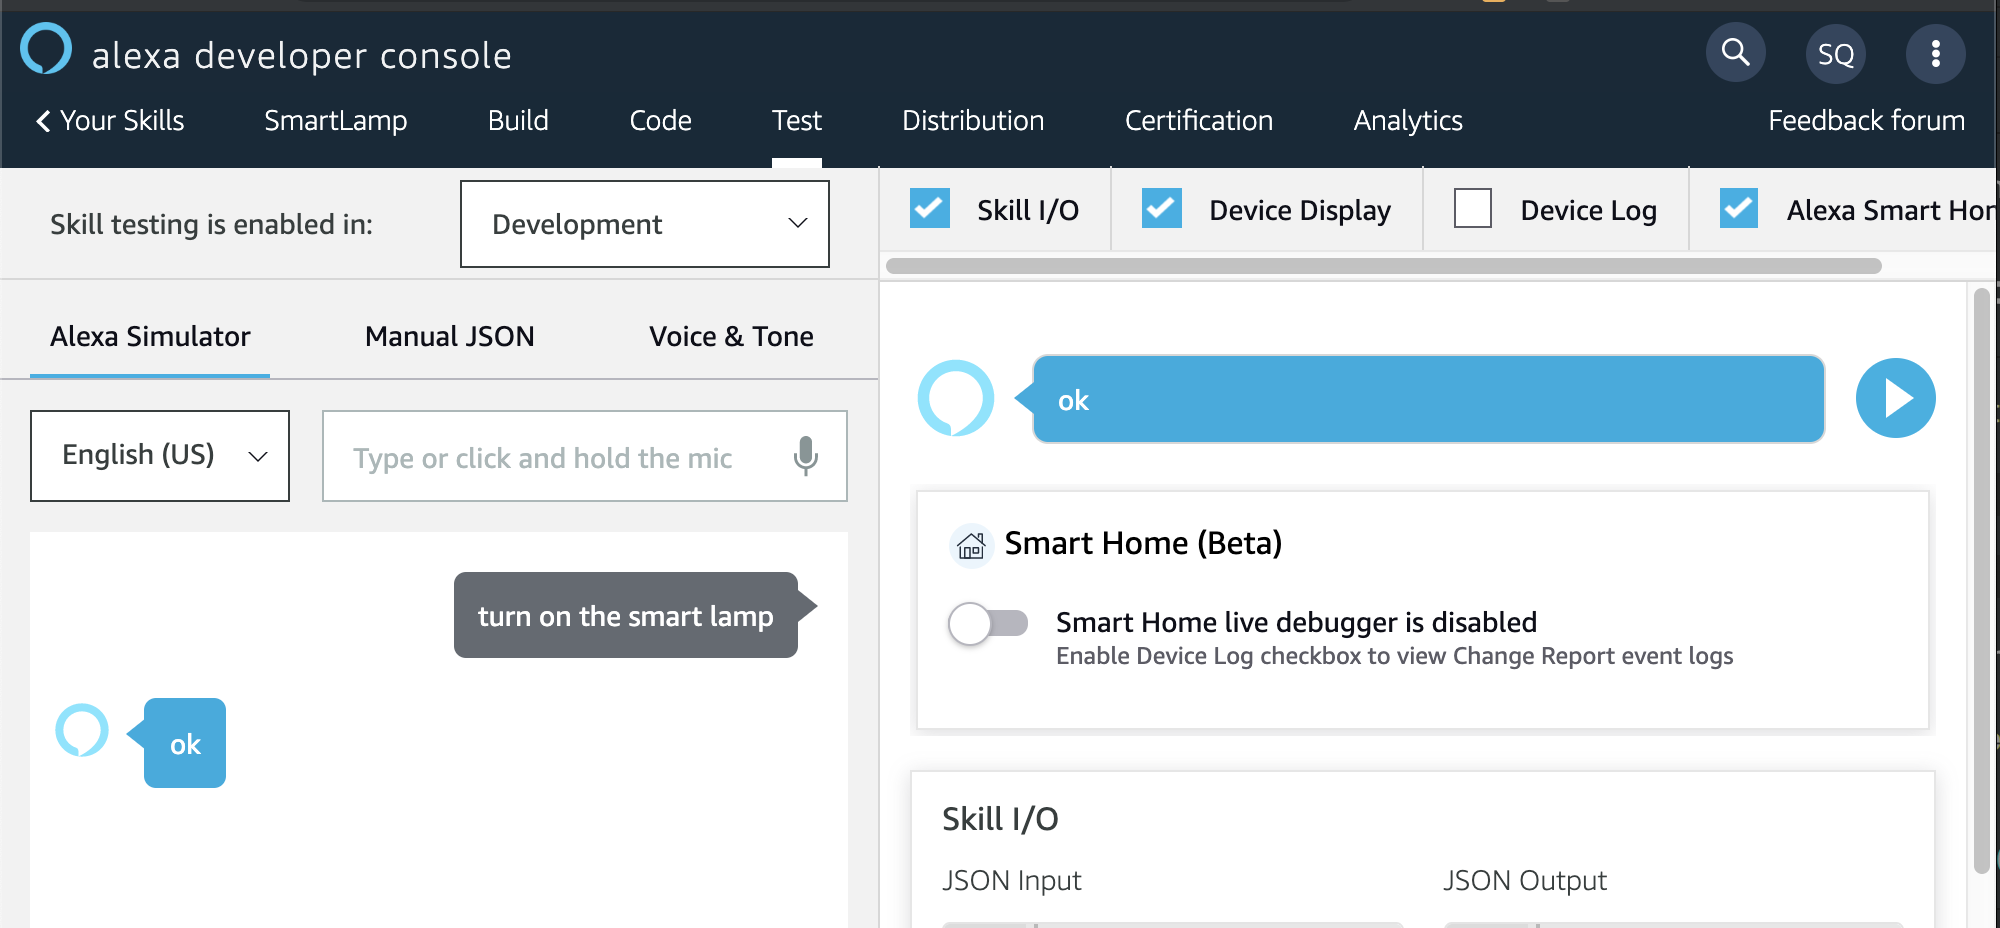 alexa developer console
SQ
Your Skills SmartLamp Build Code Test Distribution Certification Analytics Feedback forum
Skill testing is enabled in: Development
Skill I/O Device Display Device Log Alexa Smart Hom
Alexa Simulator Manual JSON Voice & Tone
English (US) Type or click and hold the mic
turn on the smart lamp
ok
ok
Smart Home (Beta)
Smart Home live debugger is disabled
Enable Device Log checkbox to view Change Report event logs
Skill I/O
JSON Input JSON Output